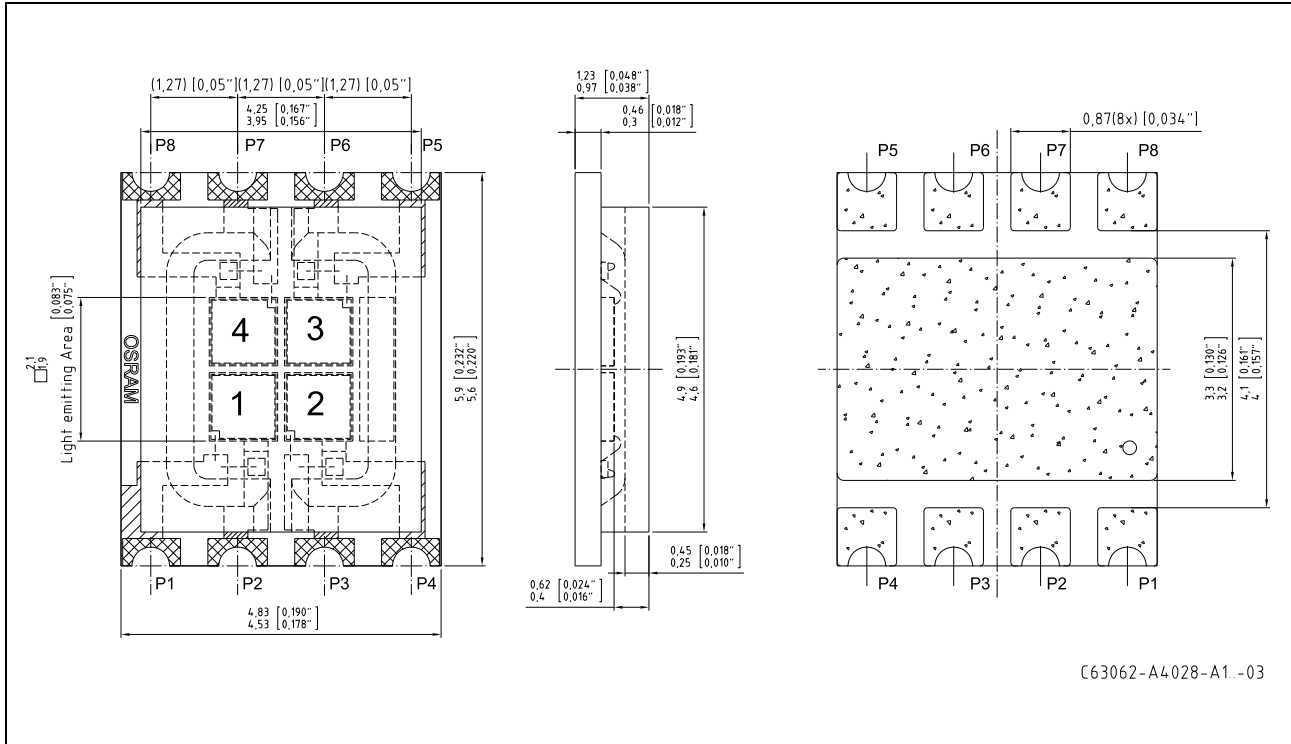 (1,27) [0,05"] (1,27) [0,05"] (1,27) [0,05"]
4,25 [0,167"]
3,95 [0,156"]
P8 P7 P6 P5
2,1
1,9
Light emitting Area [0,083"]
[0,075"]
OSRAM
4 3
1 2
5,9 [0,232"]
5,6 [0,220"]
P1 P2 P3 P4
4,83 [0,190"]
4,53 [0,178"]
1,23 [0,048"]
0,97 [0,038"]
0,46 [0,018"]
0,3 [0,012"]
4,9 [0,193"]
4,6 [0,181"]
0,45 [0,018"]
0,25 [0,010"]
0,62 [0,024"]
0,4 [0,016"]
0,87(8x) [0,034"]
P5 P6 P7 P8
3,3 [0,130"]
3,2 [0,126"]
4,1 [0,161"]
4 [0,157"]
P4 P3 P2 P1
C63062-A4028-A1..-03